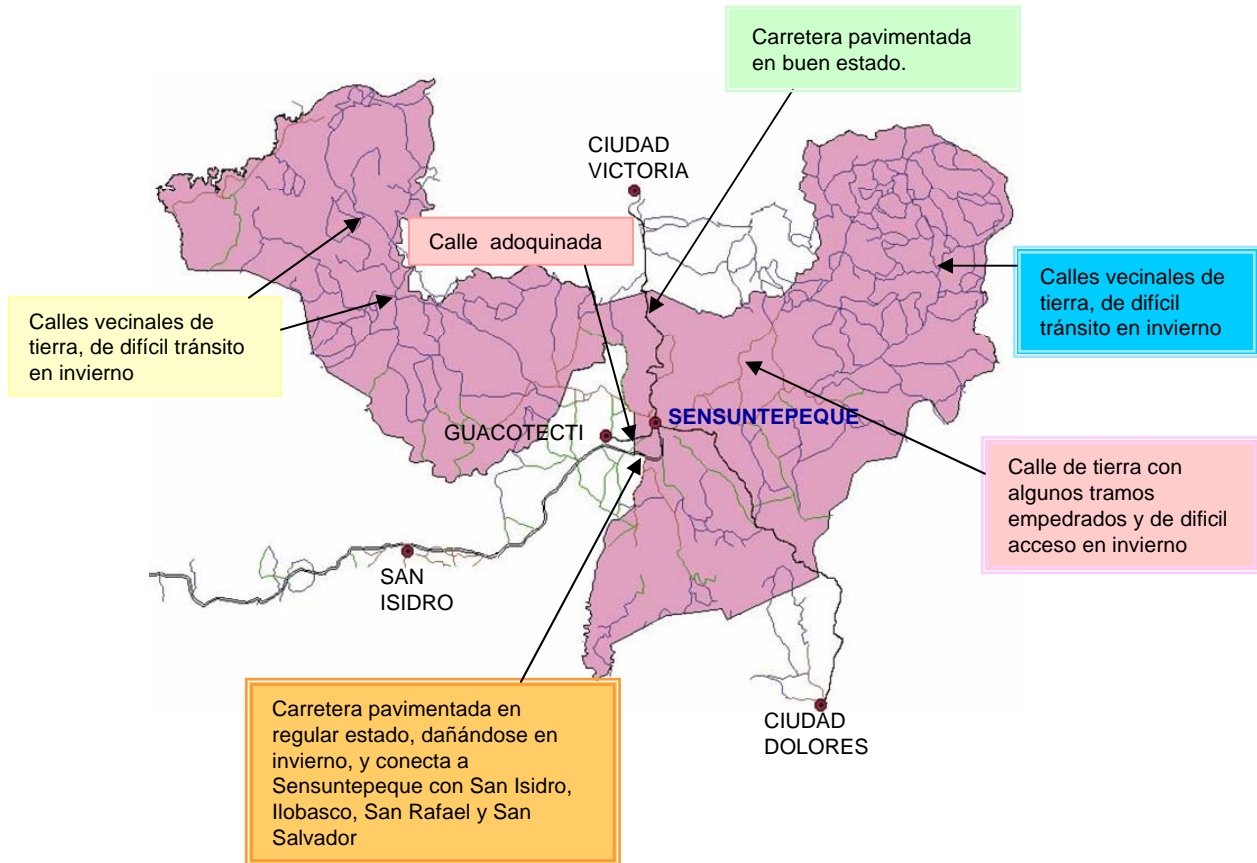 Carretera pavimentada
en buen estado.
CIUDAD
VICTORIA
Calle adoquinada
Calles vecinales de
tierra, de difícil
tránsito en invierno
Calles vecinales de
tierra, de difícil tránsito
en invierno
SENSUNTEPEQUE
GUACOTECTI
Calle de tierra con
algunos tramos
empedrados y de dificil
acceso en invierno
SAN
ISIDRO
Carretera pavimentada en
regular estado, dañándose en
invierno, y conecta a
Sensuntepeque con San Isidro,
Ilobasco, San Rafael y San
Salvador
CIUDAD
DOLORES